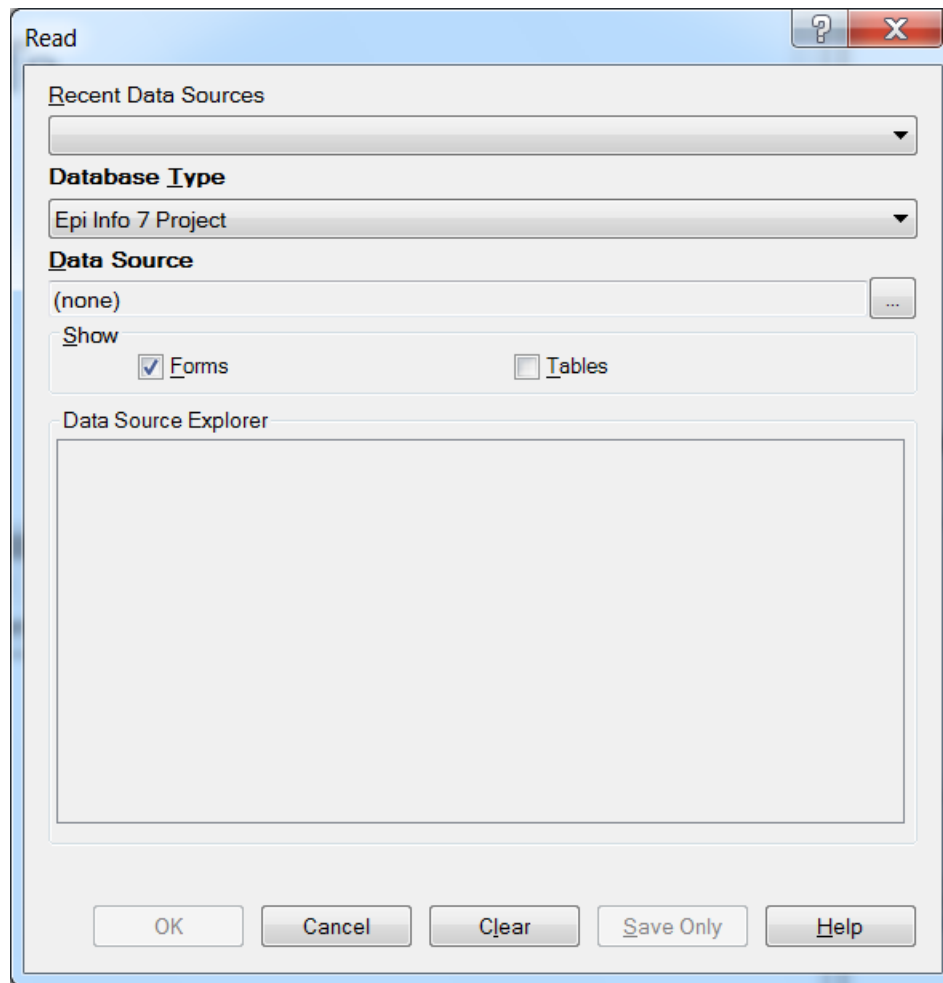 Read
Recent Data Sources
Database Type
Epi Info 7 Project
Data Source
(none) ...
Show
Forms Tables
Data Source Explorer
OK Cancel Clear Save Only Help